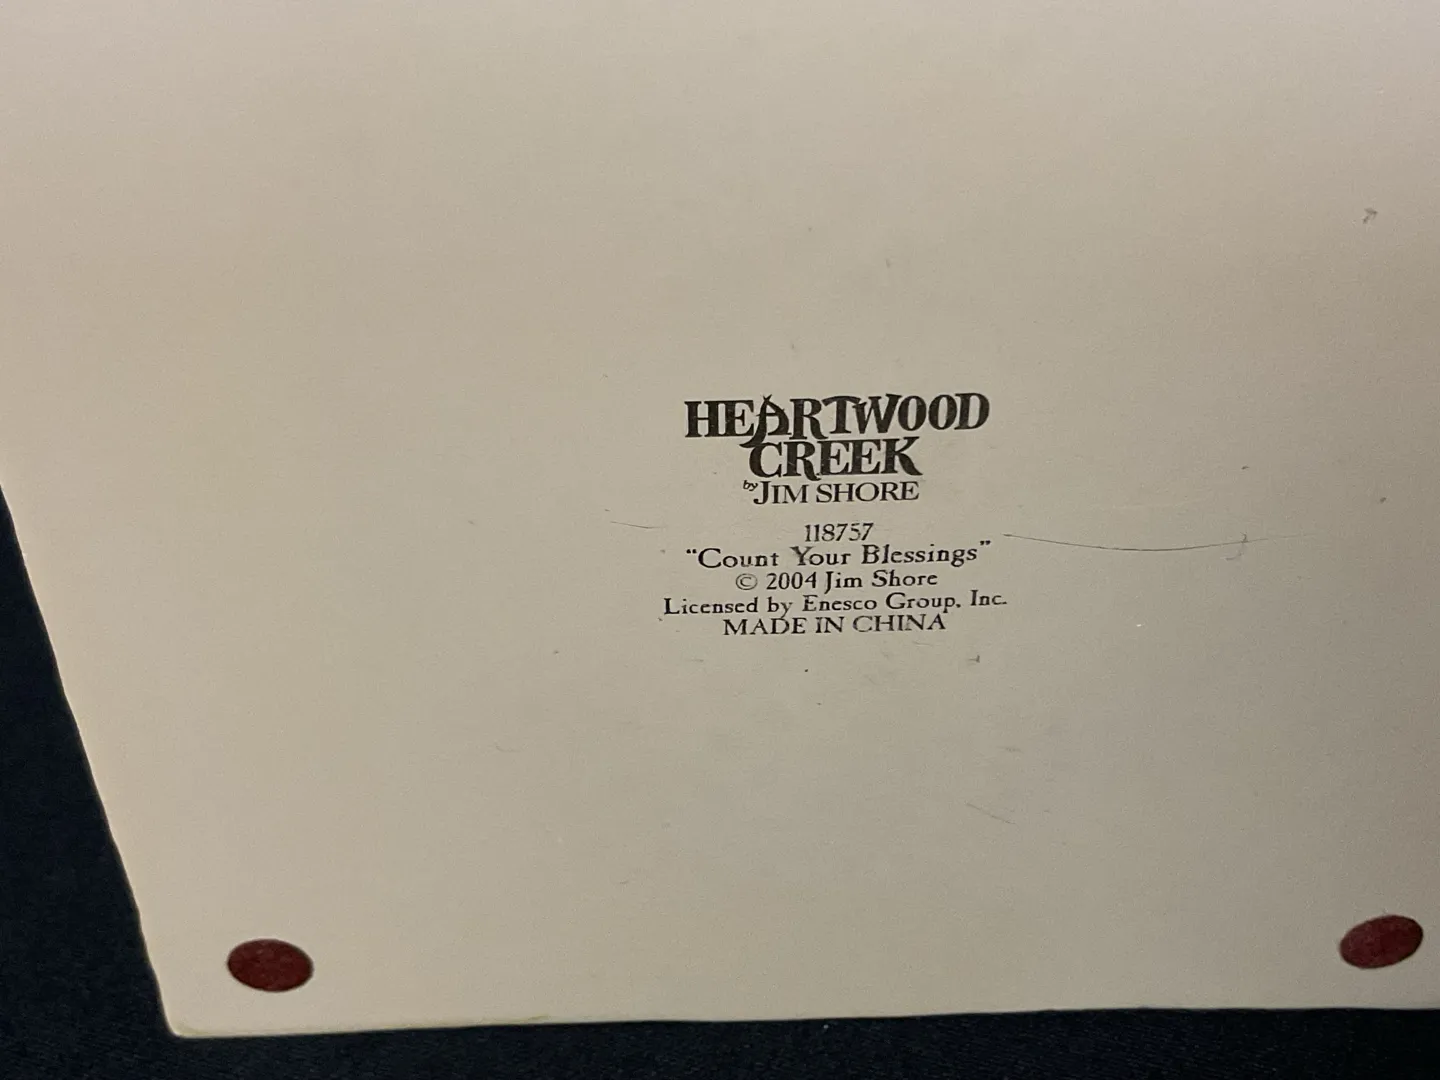 HEARTWOOD
CREEK
by JIM SHORE
118757
“Count Your Blessings”
© 2004 Jim Shore
Licensed by Enesco Group, Inc.
MADE IN CHINA